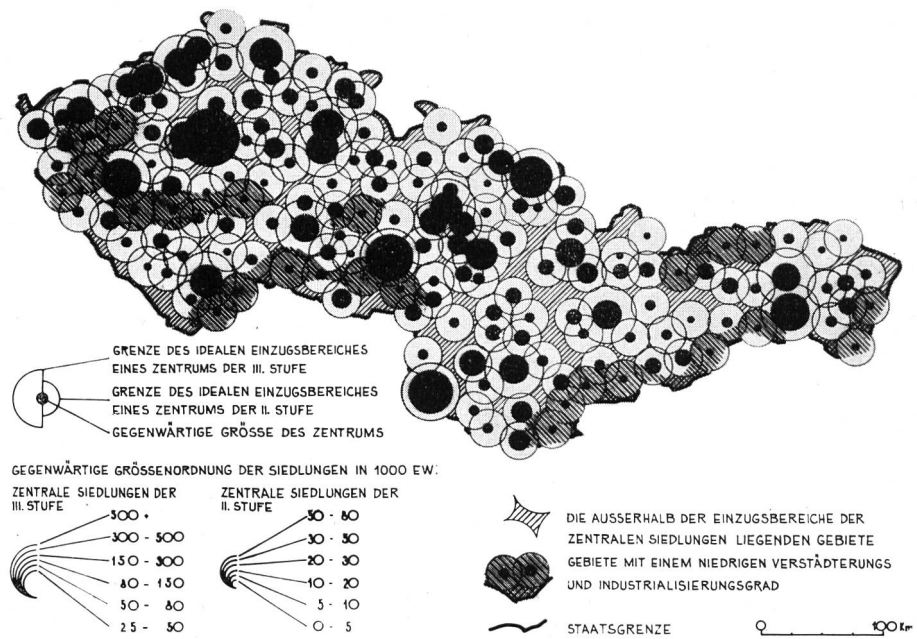 GRENZE DES IDEALEN EINZUGSBEREICHES
EINES ZENTRUMS DER III. STUFE
GRENZE DES IDEALEN EINZUGSBEREICHES
EINES ZENTRUMS DER II. STUFE
GEGENWÄRTIGE GRÖSSE DES ZENTRUMS
GEGENWÄRTIGE GRÖSSENORDNUNG DER SIEDLUNGEN IN 1000 EW:
ZENTRALE SIEDLUNGEN DER
III. STUFE
500 +
300 - 500
150 - 300
80 - 150
50 - 80
25 - 50
ZENTRALE SIEDLUNGEN DER
II. STUFE
50 - 80
30 - 50
20 - 30
10 - 20
5 - 10
0 - 5
DIE AUSSERHALB DER EINZUGSBEREICHE DER
ZENTRALEN SIEDLUNGEN LIEGENDEN GEBIETE
GEBIETE MIT EINEM NIEDRIGEN VERSTÄDTERUNGS
UND INDUSTRIALISIERUNGSGRAD
STAATSGRENZE
0 100 Km